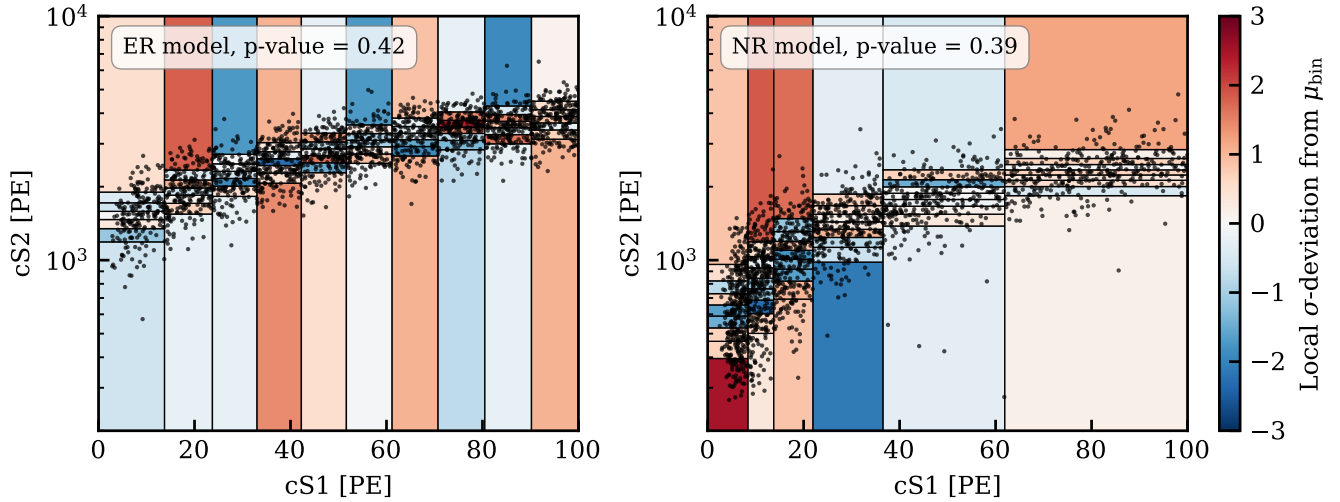 ER model, p-value = 0.42
10⁴
10³
cS2 [PE]
0 20 40 60 80 100
cS1 [PE]
NR model, p-value = 0.39
10⁴
10³
cS2 [PE]
0 20 40 60 80 100
cS1 [PE]
3
2
1
0
−1
−2
−3
Local σ-deviation from μbin